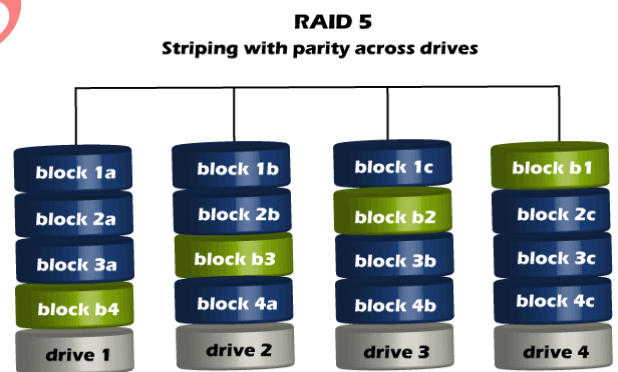 RAID 5
Striping with parity across drives
block 1a block 1b block 1c block b1
block 2a block 2b block b2 block 2c
block 3a block b3 block 3b block 3c
block b4 block 4a block 4b block 4c
drive 1 drive 2 drive 3 drive 4